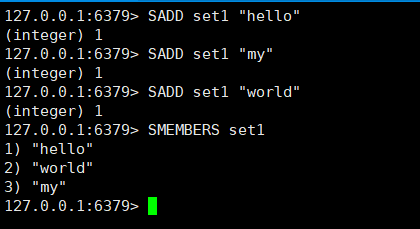 127.0.0.1:6379> SADD set1 "hello"
(integer) 1
127.0.0.1:6379> SADD set1 "my"
(integer) 1
127.0.0.1:6379> SADD set1 "world"
(integer) 1
127.0.0.1:6379> SMEMBERS set1
1) "hello"
2) "world"
3) "my"
127.0.0.1:6379>